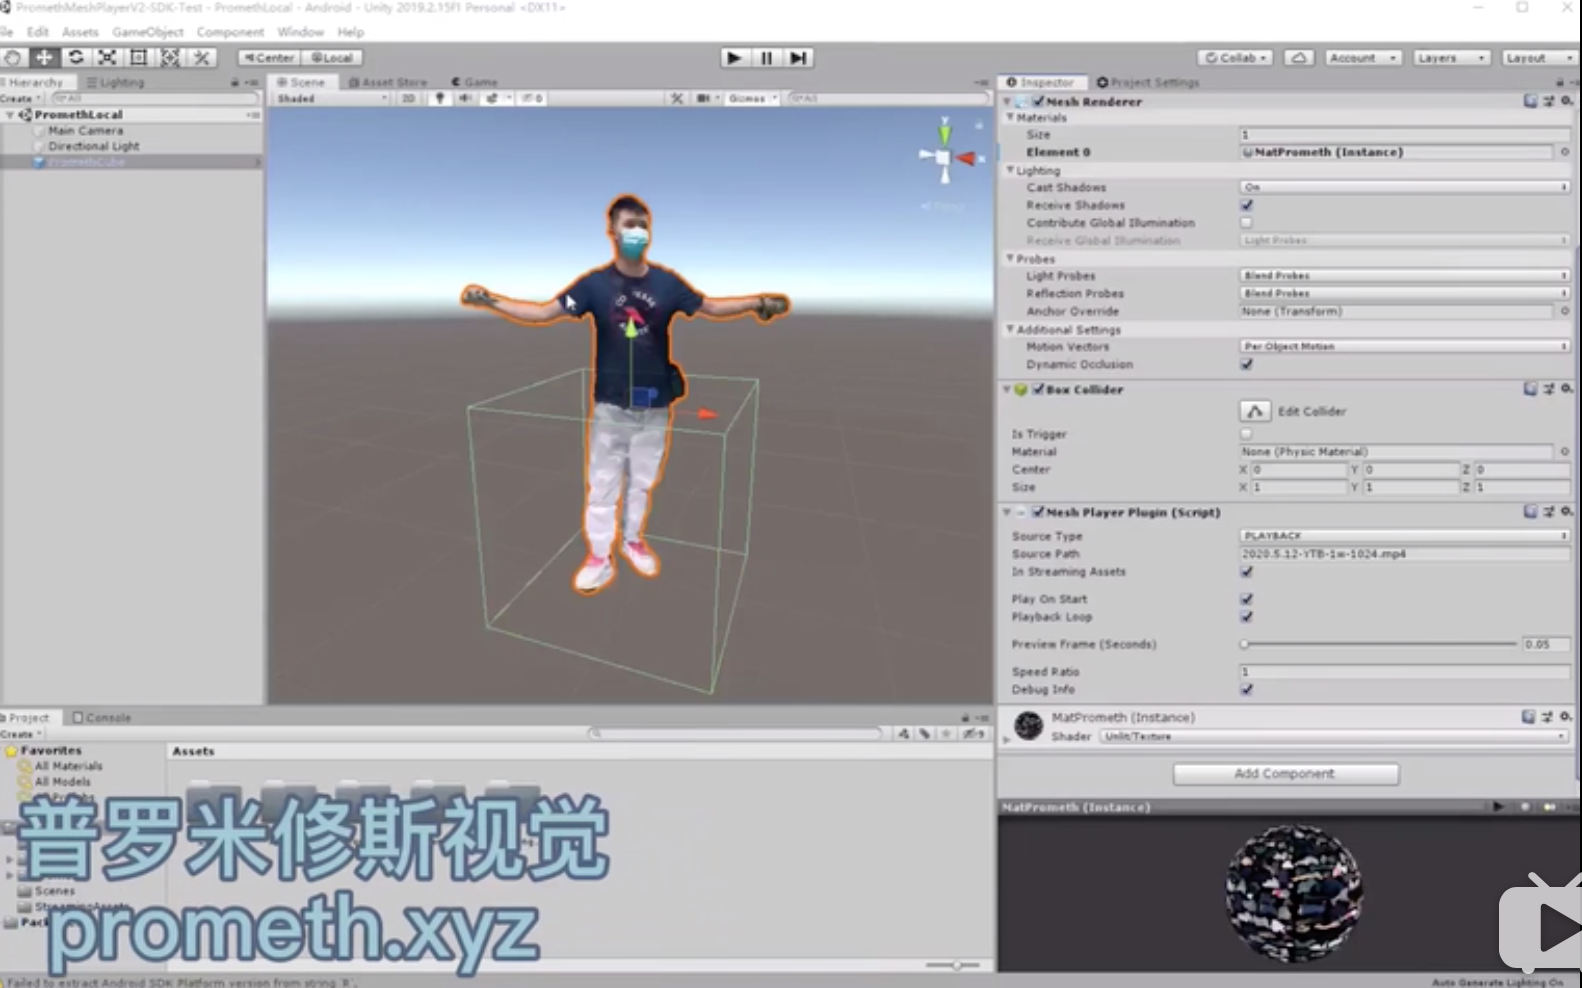 PromethMeshPlayerV2-SDK-Test - PromethLocal - Android - Unity 2019.2.15f1 Personal <DX11>
Edit Assets GameObject Component Window Help
Center Local
Collab Account Layers Layout
Hierarchy Lighting
Create
PromethLocal
Main Camera
Directional Light
PromethCube
Scene Asset Store Game
Shaded 2D Gizmos
Inspector Project Settings
Mesh Renderer
Materials
Size 1
Element 0 MatPrometh (Instance)
Lighting
Cast Shadows On
Receive Shadows
Contribute Global Illumination
Receive Global Illumination Light Probes
Probes
Light Probes Blend Probes
Reflection Probes Blend Probes
Anchor Override None (Transform)
Additional Settings
Motion Vectors Per Object Motion
Dynamic Occlusion
Box Collider
Edit Collider
Is Trigger
Material None (Physic Material)
Center X 0 Y 0 Z 0
Size X 1 Y 1 Z 1
Mesh Player Plugin (Script)
Source Type PLAYBACK
Source Path 2020.5.12-YTB-1w-1024.mp4
In Streaming Assets
Play On Start
Playback Loop
Preview Frame (Seconds) 0.05
Speed Ratio 1
Debug Info
MatPrometh (Instance)
Shader Unlit/Texture
Add Component
MatPrometh (Instance)
Project Console
Create
Favorites
All Materials
All Models
Assets
Scenes
普罗米修斯视觉
prometh.xyz
Failed to extract Android SDK Platform version from string 'R'.
Auto Generate Lighting On